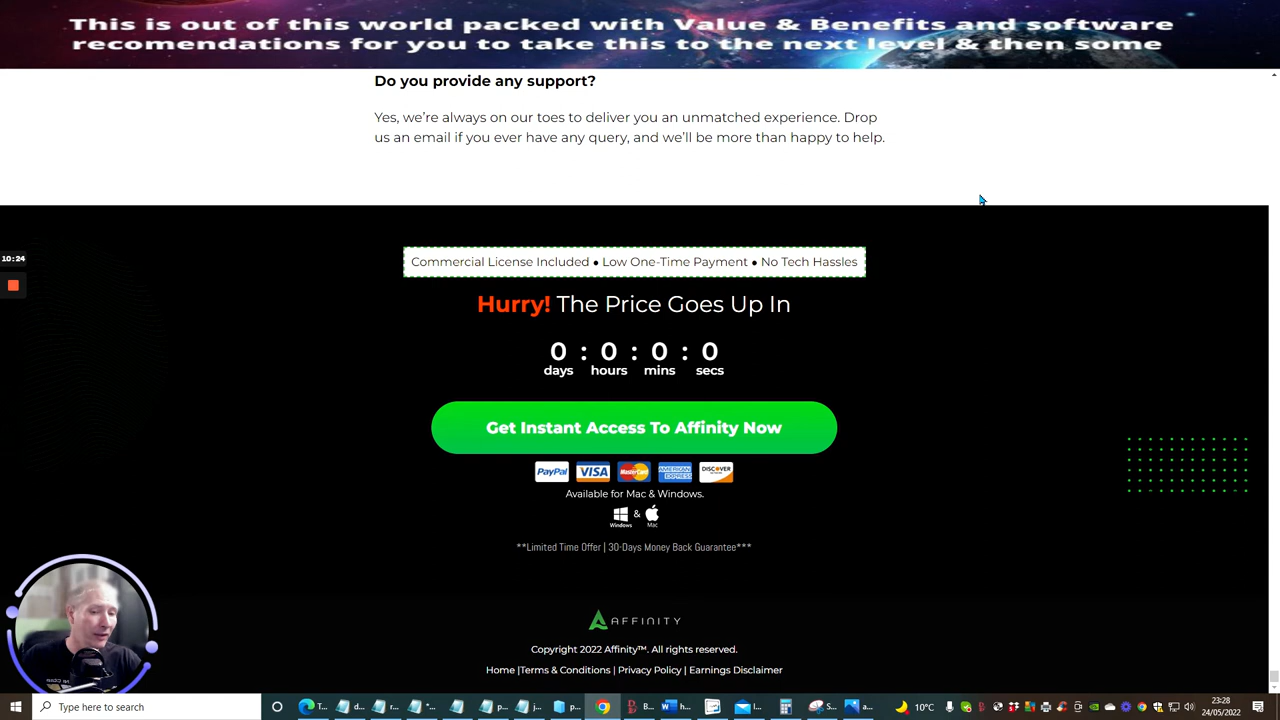 This is out of this world packed with Value & Benefits and software
recomendations for you to take this to the next level & then some
Do you provide any support?
Yes, we’re always on our toes to deliver you an unmatched experience. Drop
us an email if you ever have any query, and we’ll be more than happy to help.
10:24
Commercial License Included ● Low One-Time Payment ● No Tech Hassles
Hurry! The Price Goes Up In
0 : 0 : 0 : 0
days hours mins secs
Get Instant Access To Affinity Now
PayPal VISA MasterCard AMERICAN EXPRESS DISCOVER
Available for Mac & Windows.
Windows & Mac
**Limited Time Offer | 30-Days Money Back Guarantee***
AFFINITY
Copyright 2022 Affinity™. All rights reserved.
Home |Terms & Conditions | Privacy Policy | Earnings Disclaimer
Type here to search
T... d... r... "... r... p... p... B... h... l... S... a...
10°C
23:28
24/05/2022